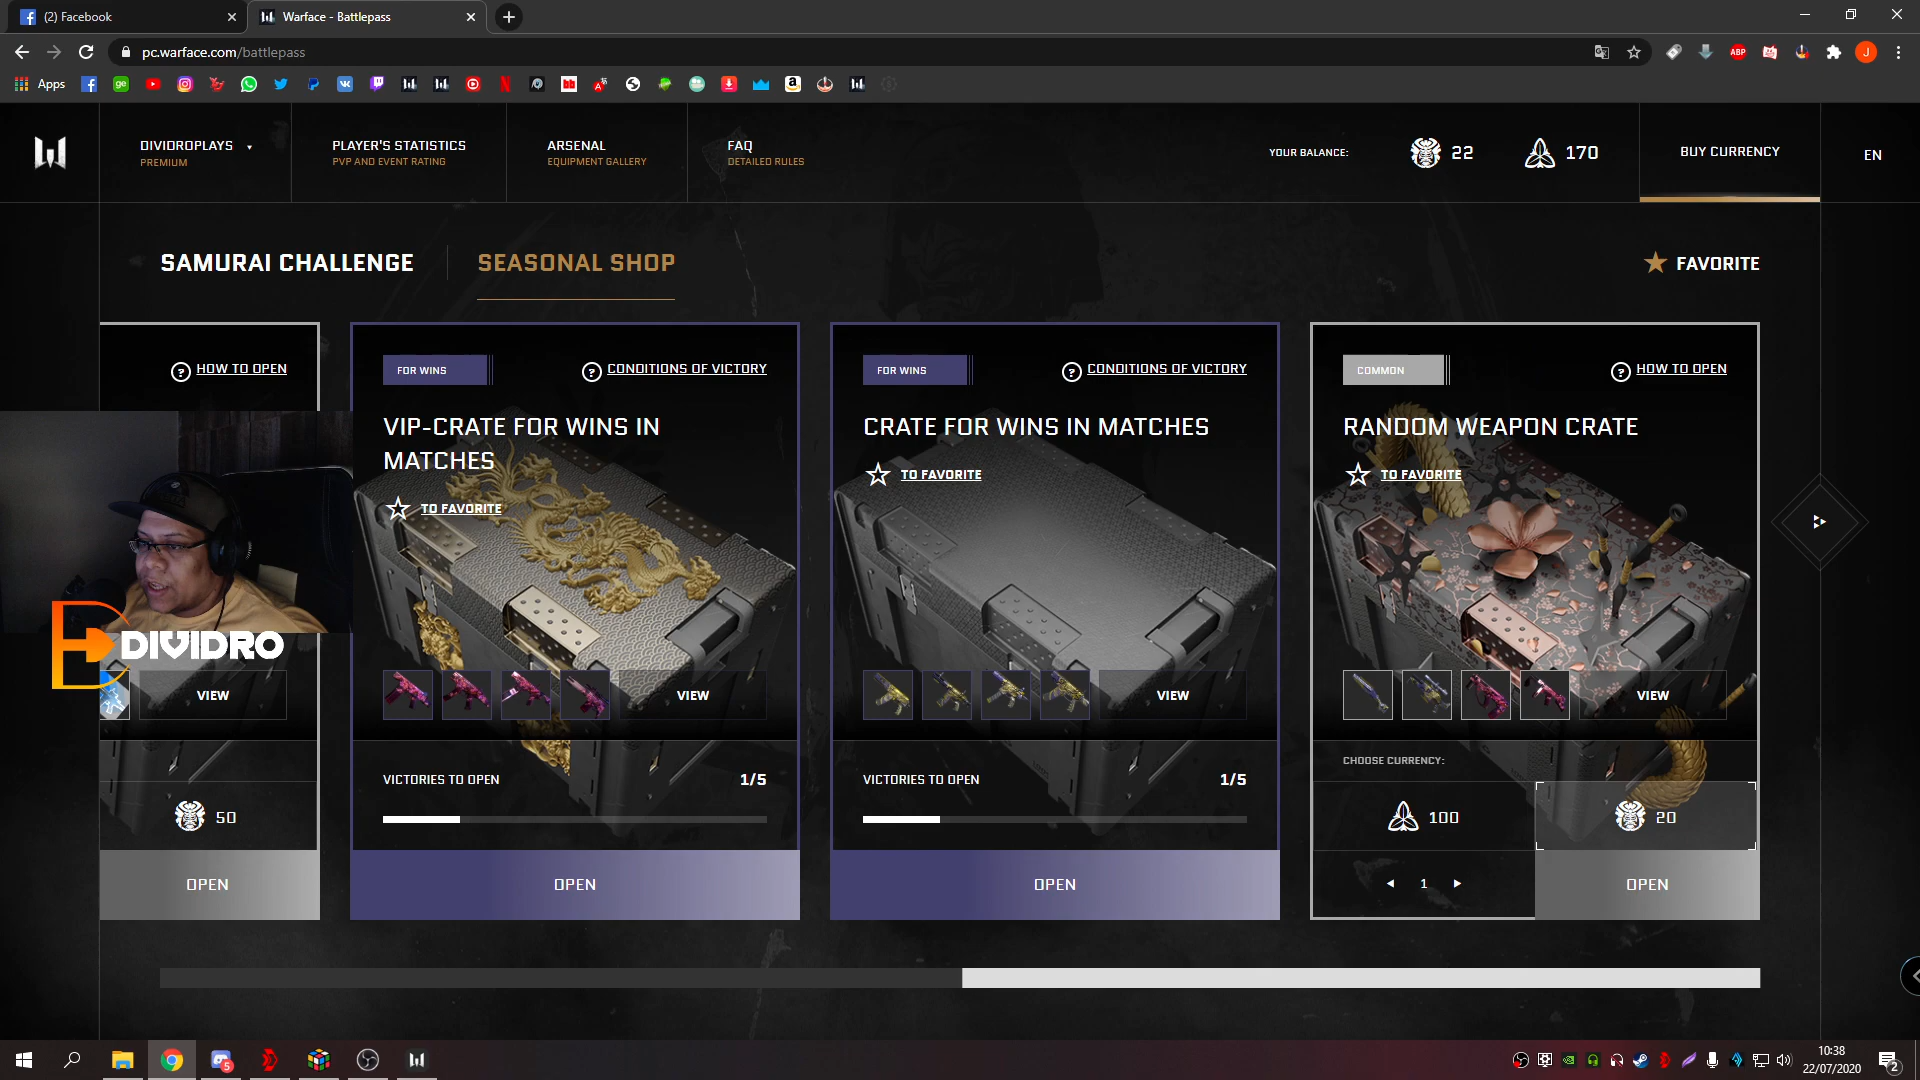 (2) Facebook
Warface - Battlepass
pc.warface.com/battlepass
ABP
J
Apps
DIVIDROPLAYS
PREMIUM
PLAYER'S STATISTICS
PVP AND EVENT RATING
ARSENAL
EQUIPMENT GALLERY
FAQ
DETAILED RULES
YOUR BALANCE:
22
170
BUY CURRENCY
EN
SAMURAI CHALLENGE
SEASONAL SHOP
FAVORITE
HOW TO OPEN
VIEW
50
OPEN
FOR WINS
CONDITIONS OF VICTORY
VIP-CRATE FOR WINS IN
MATCHES
TO FAVORITE
VIEW
VICTORIES TO OPEN
1/5
OPEN
FOR WINS
CONDITIONS OF VICTORY
CRATE FOR WINS IN MATCHES
TO FAVORITE
VIEW
VICTORIES TO OPEN
1/5
OPEN
COMMON
HOW TO OPEN
RANDOM WEAPON CRATE
TO FAVORITE
VIEW
CHOOSE CURRENCY:
100
20
1
OPEN
DIVIDRO
5
10:38
22/07/2020
2